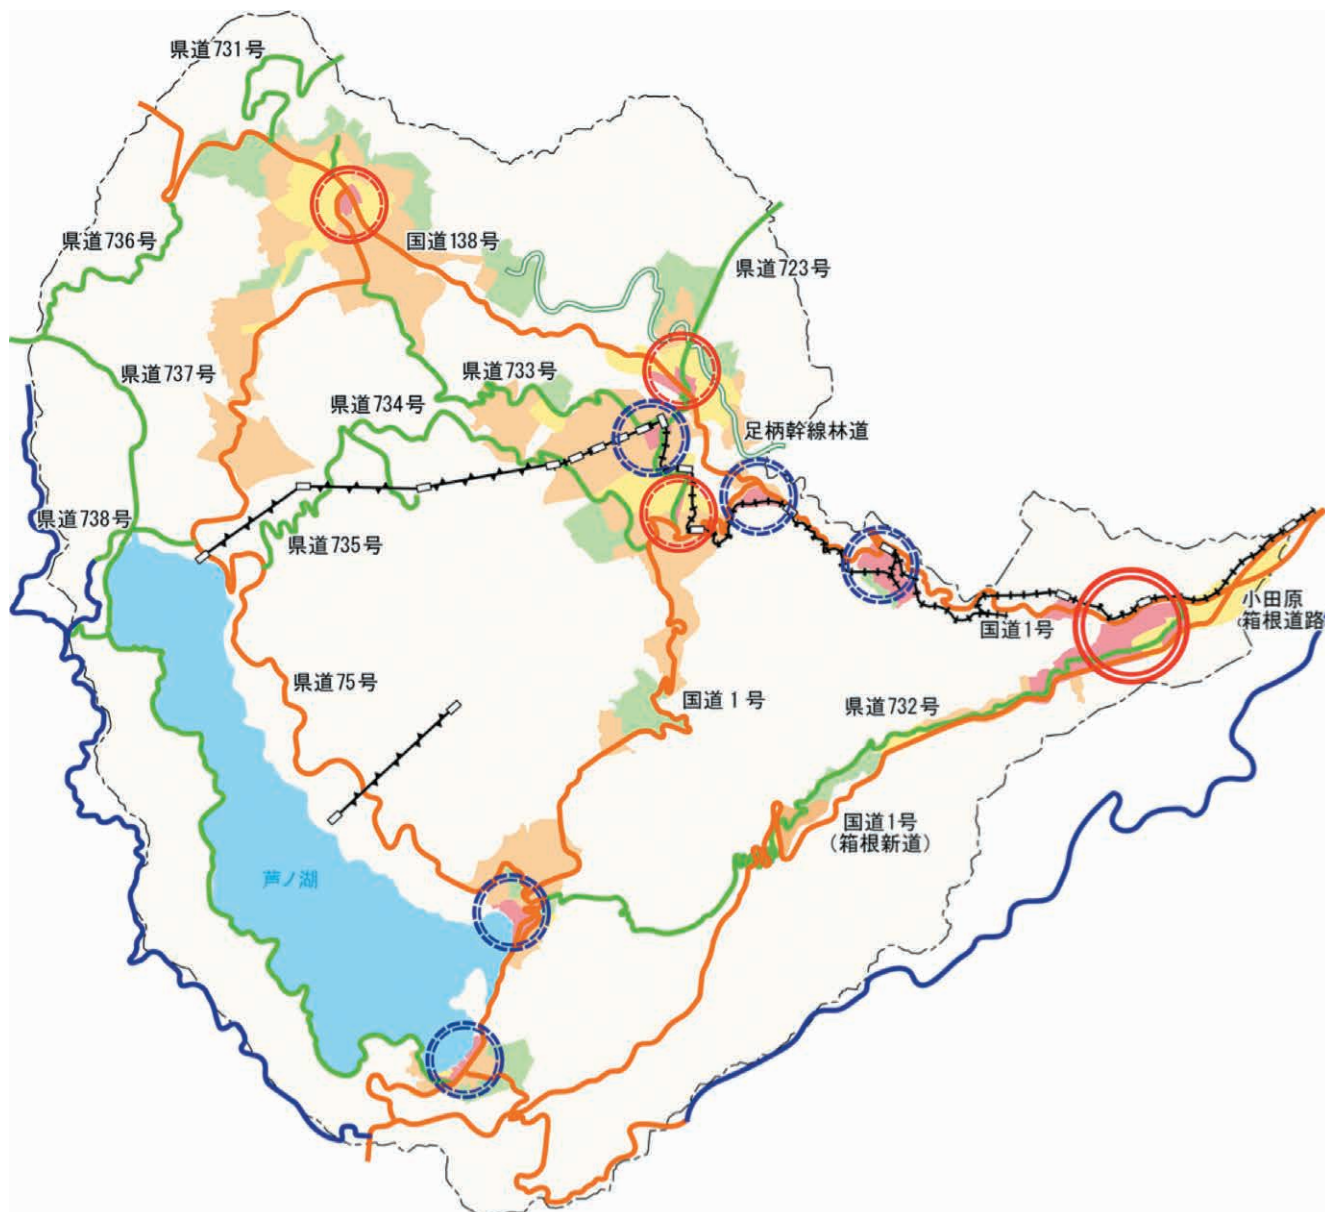 県道731号
県道736号
国道138号
県道723号
県道737号
県道733号
県道734号
足柄幹線林道
県道738号
県道735号
小田原
箱根道路
国道1号
県道75号
国道1号
県道732号
国道1号
（箱根新道）
芦ノ湖